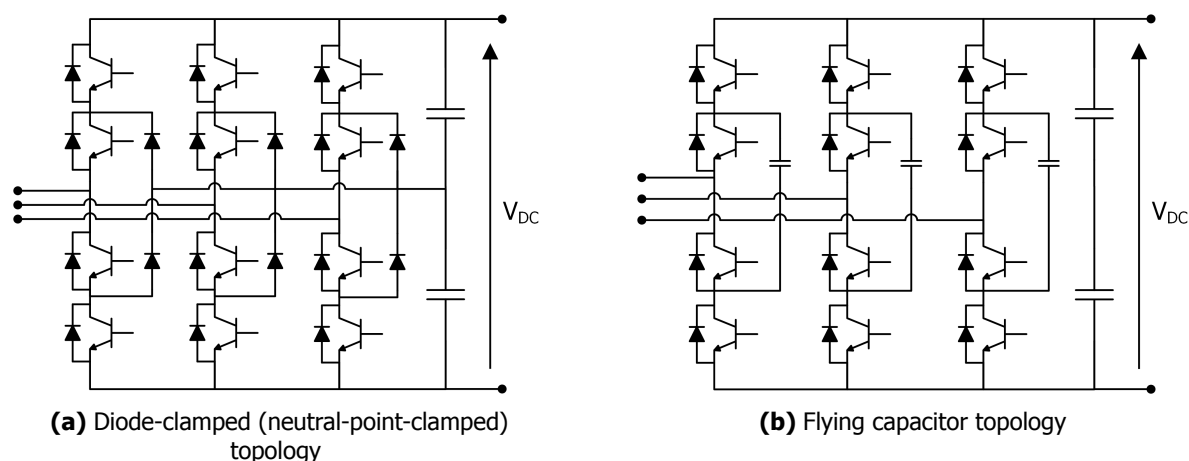 V_DC
V_DC
(a) Diode-clamped (neutral-point-clamped)
topology
(b) Flying capacitor topology